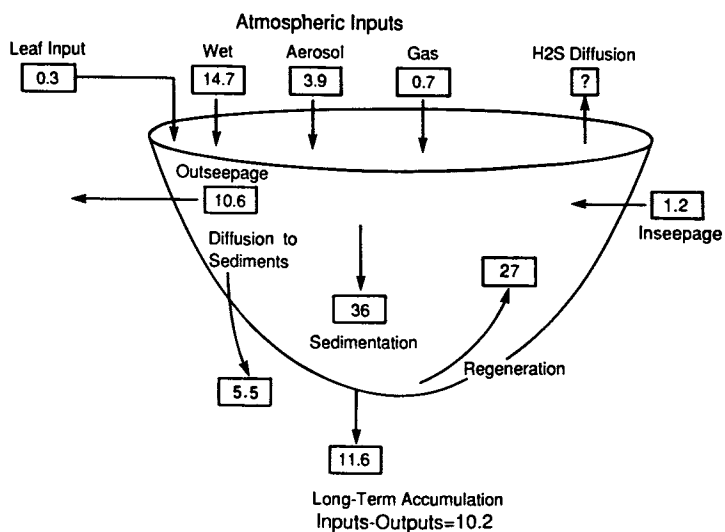 Atmospheric Inputs
Leaf Input
Wet
Aerosol
Gas
H2S Diffusion
0.3
14.7
3.9
0.7
?
Outseepage
10.6
1.2
Inseepage
Diffusion to
Sediments
27
36
Sedimentation
Regeneration
5.5
11.6
Long-Term Accumulation
Inputs-Outputs=10.2